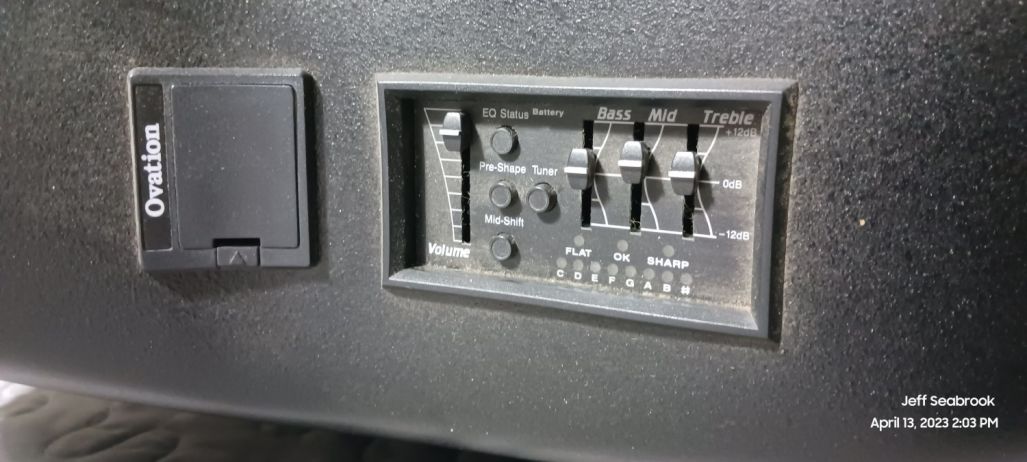 Ovation
EQ Status Battery
Bass Mid Treble
+12dB
Pre-Shape Tuner
0dB
Mid-Shift
-12dB
Volume
FLAT OK SHARP
C D E F G A B #
Jeff Seabrook
April 13, 2023 2:03 PM